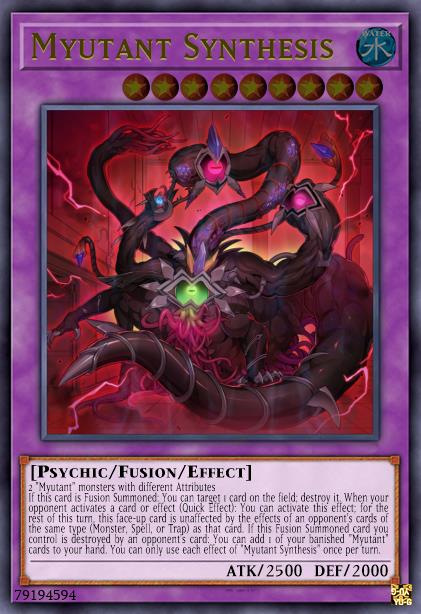 Myutant Synthesis
WATER
水
[Psychic/Fusion/Effect]
2 "Myutant" monsters with different Attributes
If this card is Fusion Summoned: You can target 1 card on the field; destroy it. When your
opponent activates a card or effect (Quick Effect): You can activate this effect; for the
rest of this turn, this face-up card is unaffected by the effects of an opponent's cards of
the same type (Monster, Spell, or Trap) as that card. If this Fusion Summoned card you
control is destroyed by an opponent's card: You can add 1 of your banished "Myutant"
cards to your hand. You can only use each effect of "Myutant Synthesis" once per turn.
ATK/2500 DEF/2000
79194594